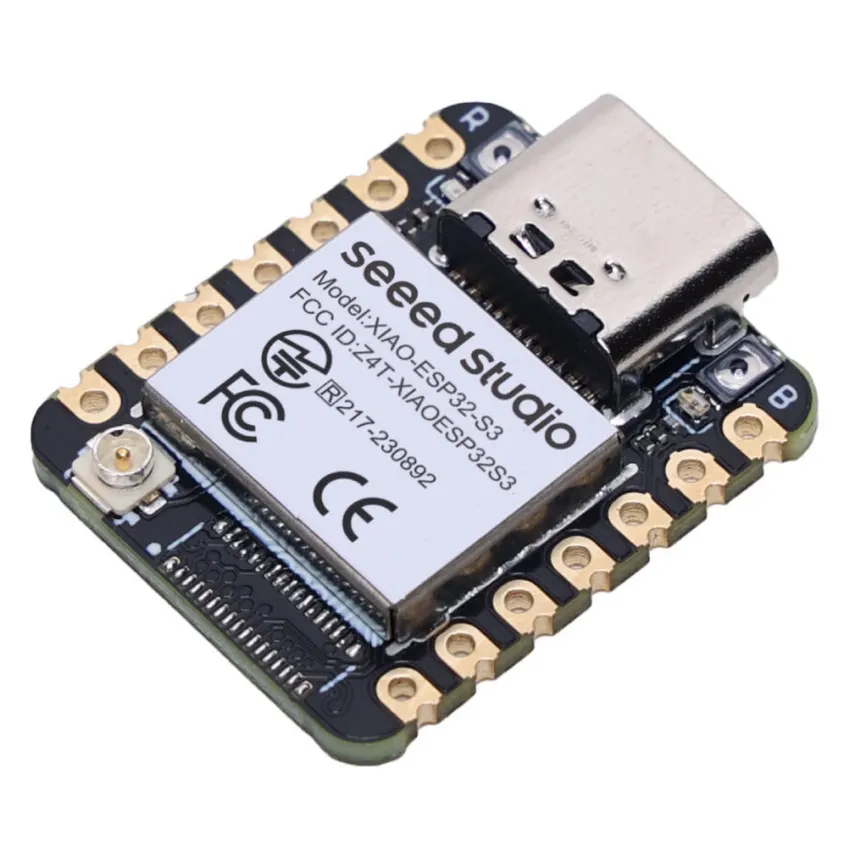 R
seeed studio
Model:XIAO-ESP32-S3
FCC ID:Z4T-XIAOESP32S3
R 217-230892
FC
CE
B